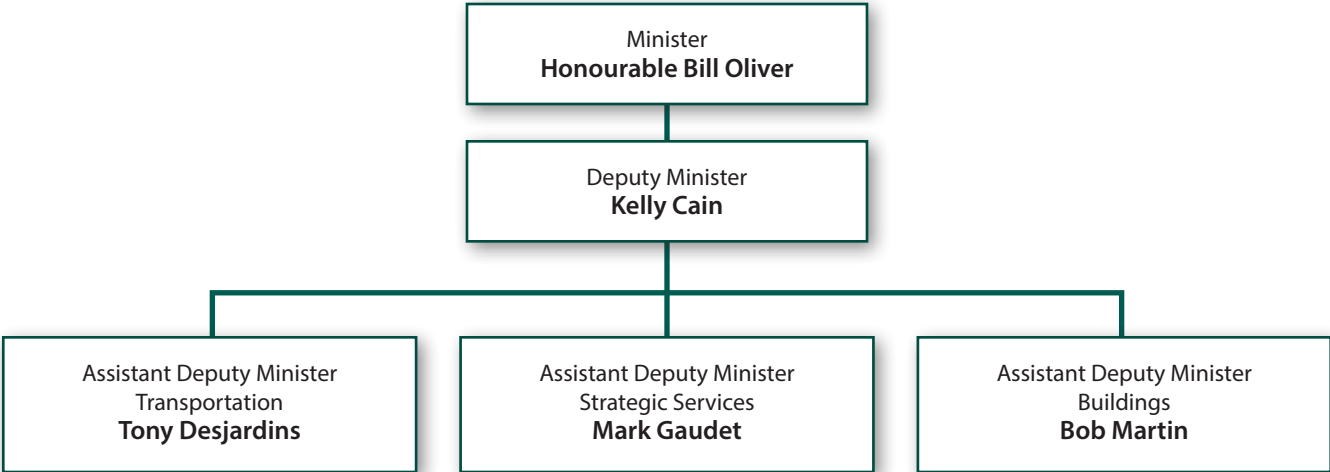 Minister
Honourable Bill Oliver
Deputy Minister
Kelly Cain
Assistant Deputy Minister
Transportation
Tony Desjardins
Assistant Deputy Minister
Strategic Services
Mark Gaudet
Assistant Deputy Minister
Buildings
Bob Martin